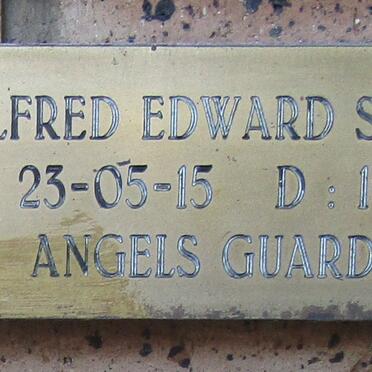 LFRED EDWARD S
23-05-15 D : 1
ANGELS GUARD